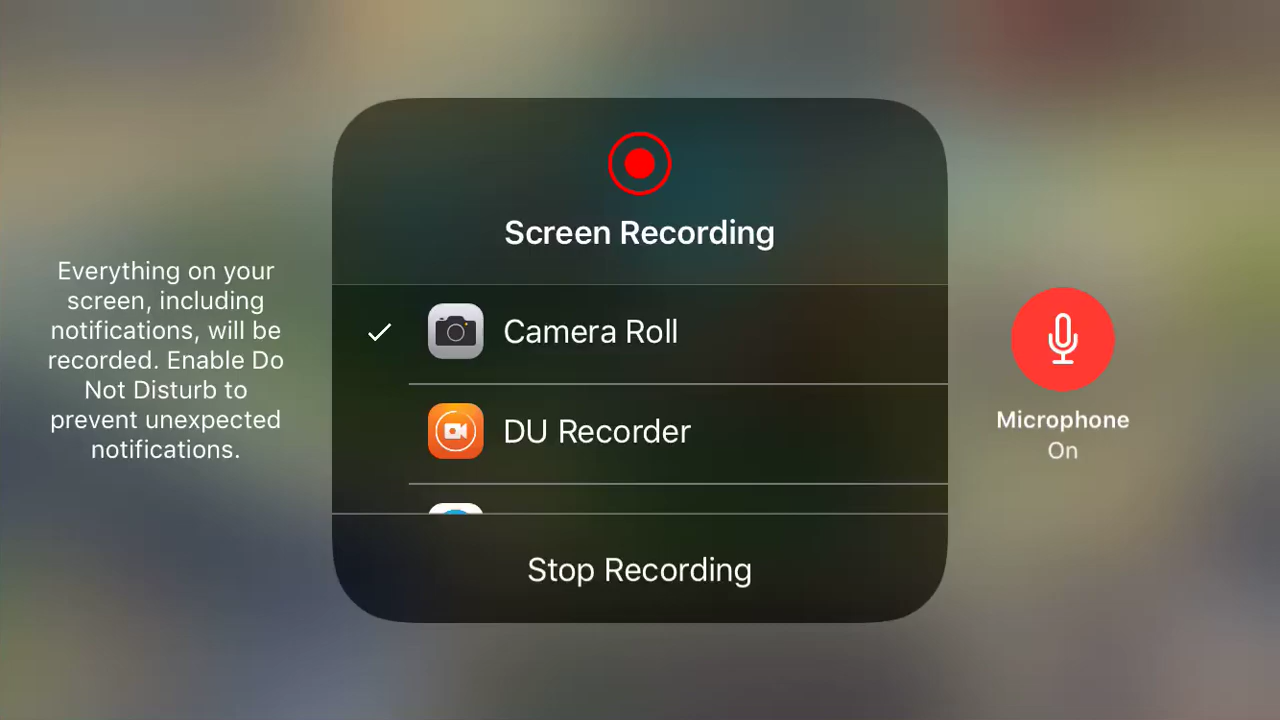 Everything on your
screen, including
notifications, will be
recorded. Enable Do
Not Disturb to
prevent unexpected
notifications.
Screen Recording
Camera Roll
DU Recorder
Stop Recording
Microphone
On